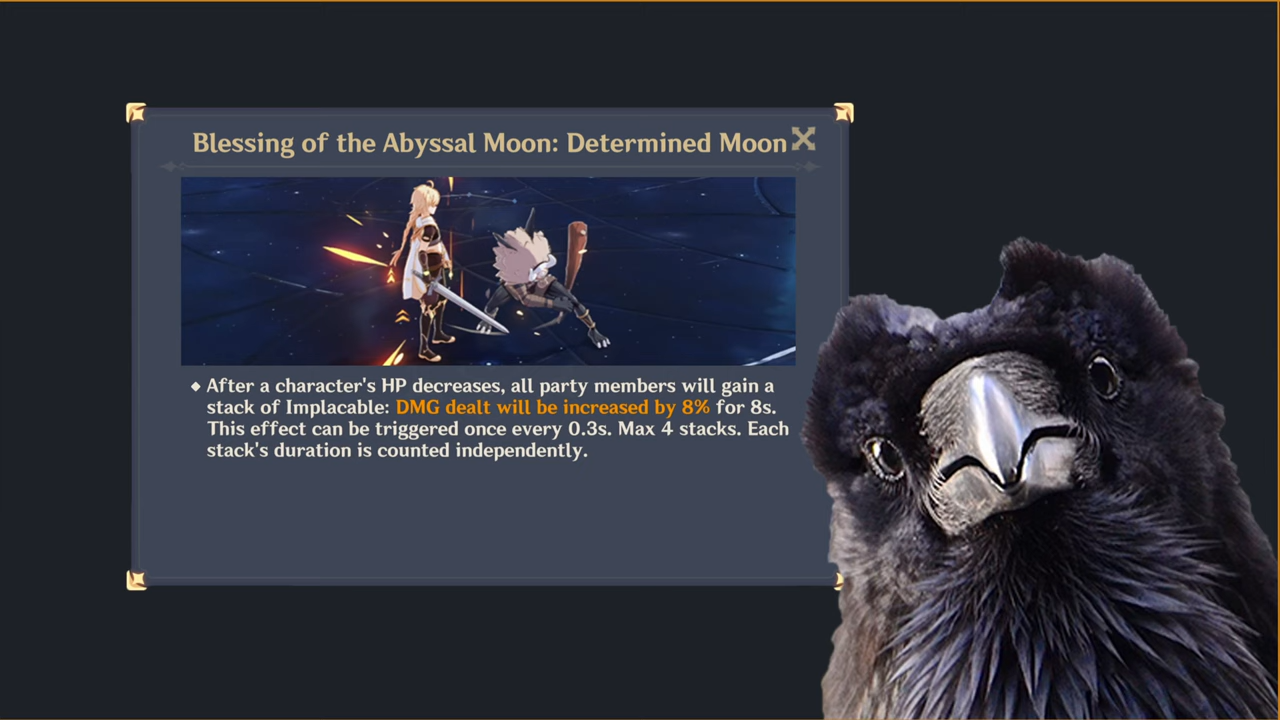 Blessing of the Abyssal Moon: Determined Moon
After a character's HP decreases, all party members will gain a
stack of Implacable: DMG dealt will be increased by 8% for 8s.
This effect can be triggered once every 0.3s. Max 4 stacks. Each
stack's duration is counted independently.